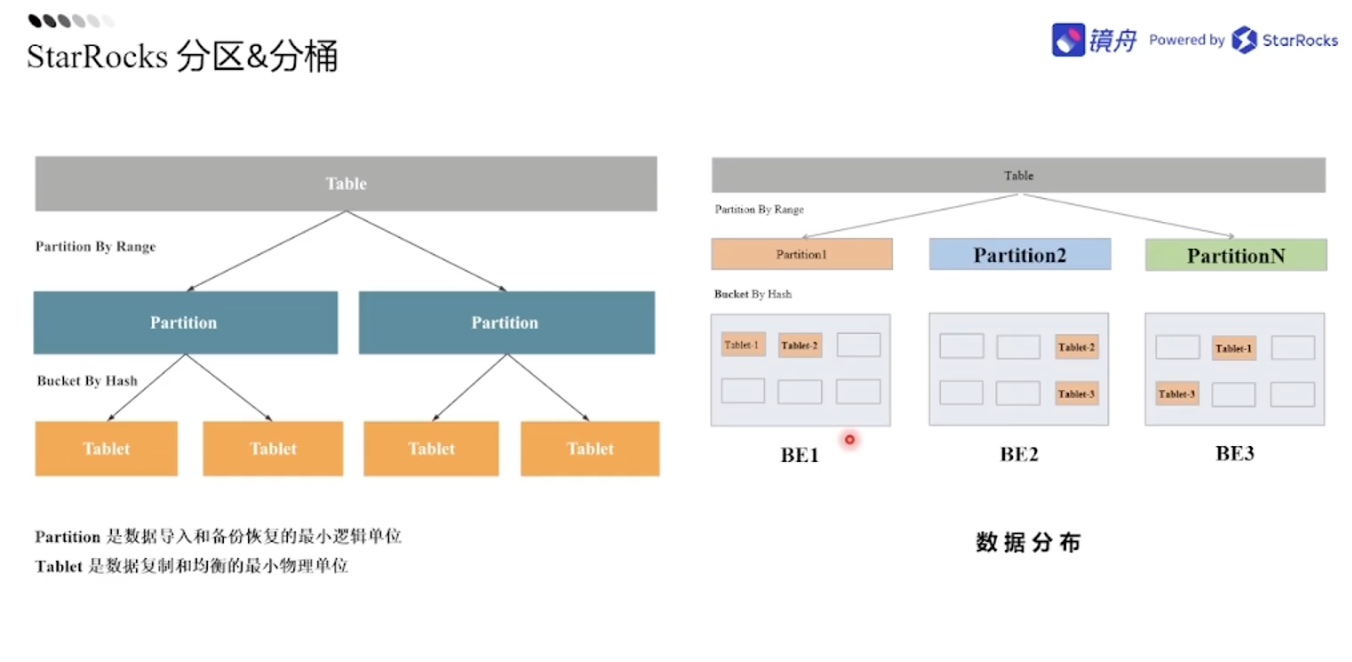 StarRocks 分区&分桶
镜舟 Powered by StarRocks
Table
Partition By Range
Partition Partition
Bucket By Hash
Tablet Tablet Tablet Tablet
Partition 是数据导入和备份恢复的最小逻辑单位
Tablet 是数据复制和均衡的最小物理单位
Table
Partition By Range
Partition1 Partition2 PartitionN
Bucket By Hash
Tablet-1 Tablet-2 Tablet-2 Tablet-1
Tablet-3 Tablet-3
BE1 BE2 BE3
数据分布